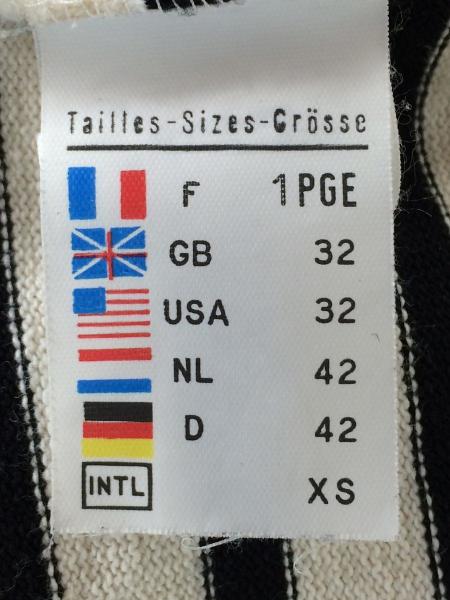 Tailles-Sizes-Grösse
F 1PGE
GB 32
USA 32
NL 42
D 42
INTL XS